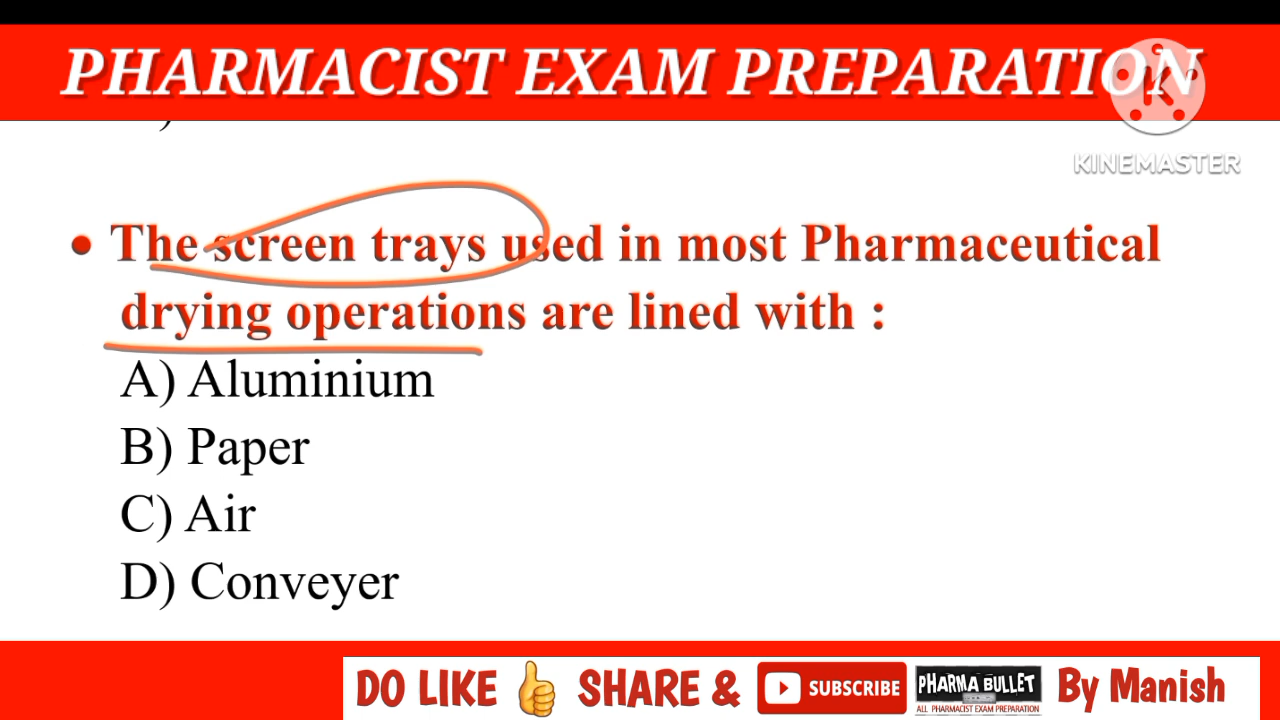 PHARMACIST EXAM PREPARATION
KINEMASTER
• The screen trays used in most Pharmaceutical
drying operations are lined with :
A) Aluminium
B) Paper
C) Air
D) Conveyer
DO LIKE 👍 SHARE & SUBSCRIBE PHARMA BULLET By Manish
ALL PHARMACIST EXAM PREPARATION